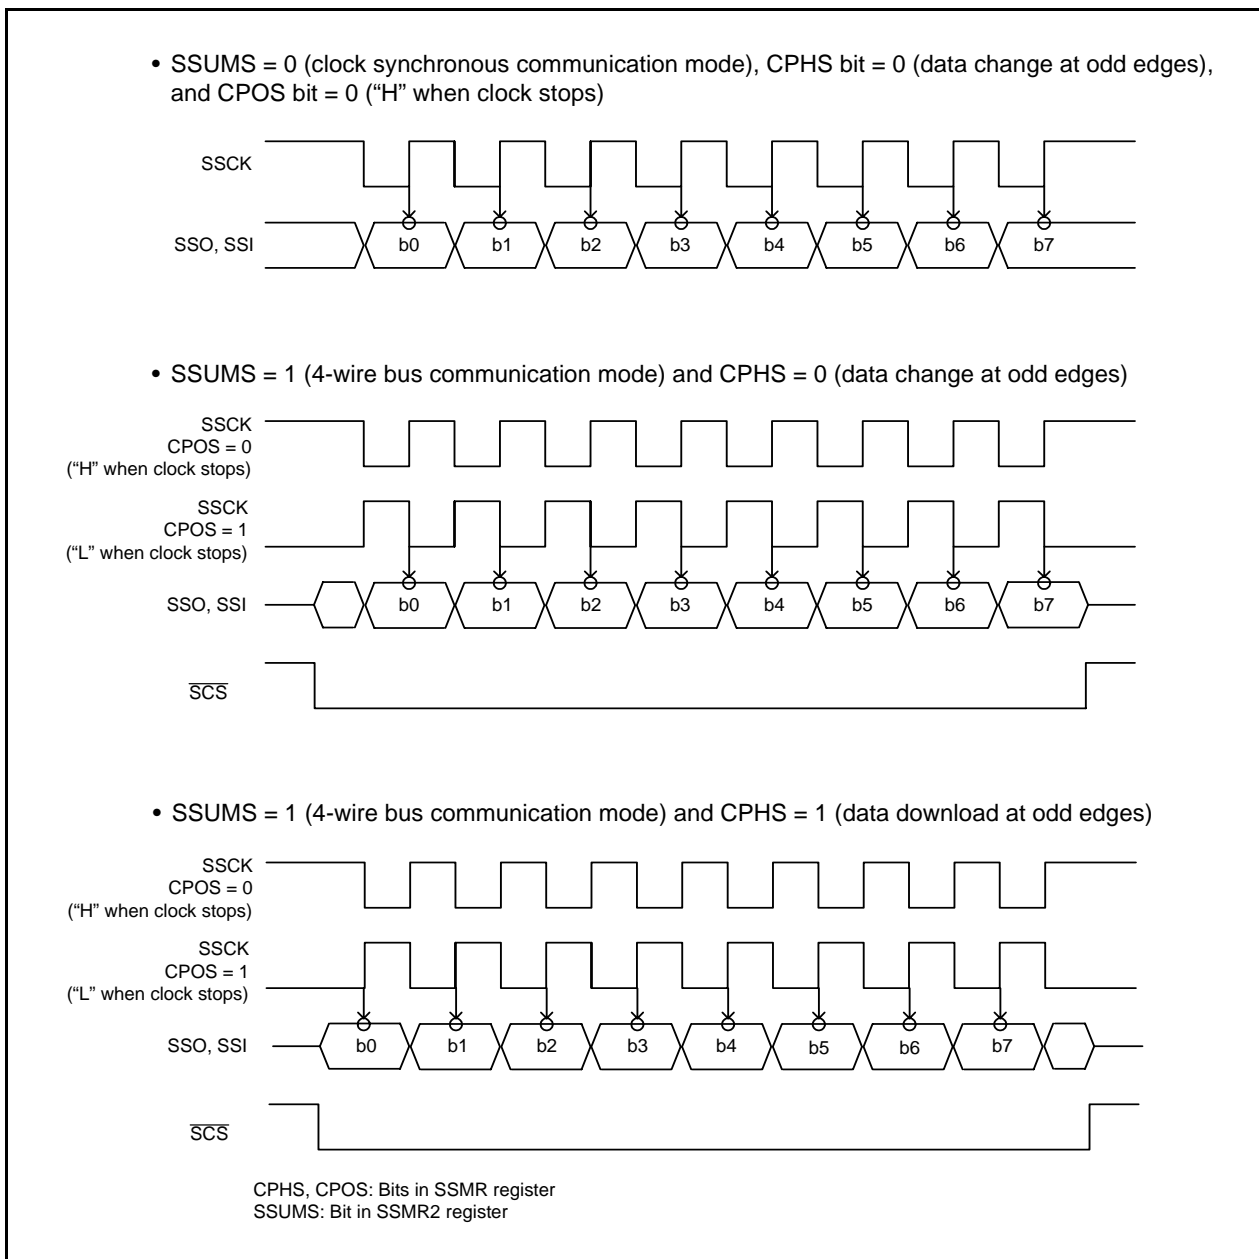 • SSUMS = 0 (clock synchronous communication mode), CPHS bit = 0 (data change at odd edges),
and CPOS bit = 0 (“H” when clock stops)
SSCK
SSO, SSI
b0 b1 b2 b3 b4 b5 b6 b7
• SSUMS = 1 (4-wire bus communication mode) and CPHS = 0 (data change at odd edges)
SSCK
CPOS = 0
(“H” when clock stops)
SSCK
CPOS = 1
(“L” when clock stops)
SSO, SSI
b0 b1 b2 b3 b4 b5 b6 b7
SCS
• SSUMS = 1 (4-wire bus communication mode) and CPHS = 1 (data download at odd edges)
SSCK
CPOS = 0
(“H” when clock stops)
SSCK
CPOS = 1
(“L” when clock stops)
SSO, SSI
b0 b1 b2 b3 b4 b5 b6 b7
SCS
CPHS, CPOS: Bits in SSMR register
SSUMS: Bit in SSMR2 register